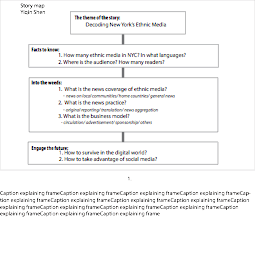 Story map
Yidin Shen
The theme of the story:
Decoding New York's Ethnic Media
Facts to know:
1. How many ethnic media in NYC? In what languages?
2. Where is the audience? How many readers?
Into the weeds:
1. What is the news coverage of ethnic media?
- news on local/communities/home countries/general news
2. What is the news practice?
- original reporting/translation/news aggregation
3. What is the business model?
- circulation/ advertisement/ sponsorship/ others
Engage the future:
1. How to survive in the digital world?
2. How to take advantage of social media?
1
Caption explaining frameCaption explaining frameCaption explaining frameCaption explaining frameCap-
tion explaining frameCaption explaining frameCaption explaining frameCaption explaining frameCaption
explaining frameCaption explaining frameCaption explaining frameCaption explaining frameCaption
explaining frameCaption explaining frameCaption explaining frame